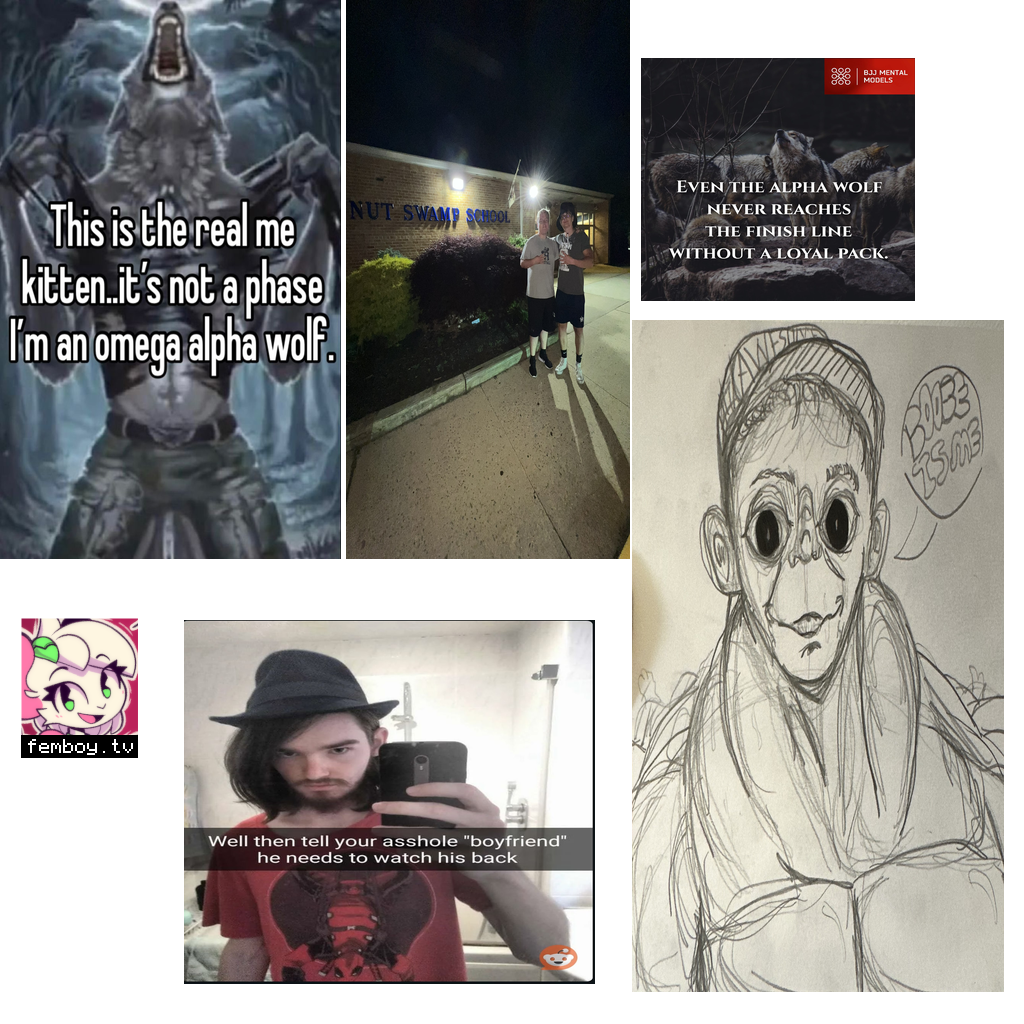 This is the real me
kitten..it's not a phase
I'm an omega alpha wolf.
NUT SWAMP SCHOOL
BJJ MENTAL
MODELS
EVEN THE ALPHA WOLF
NEVER REACHES
THE FINISH LINE
WITHOUT A LOYAL PACK.
IS ME
femboy.tv
Well then tell your asshole "boyfriend"
he needs to watch his back